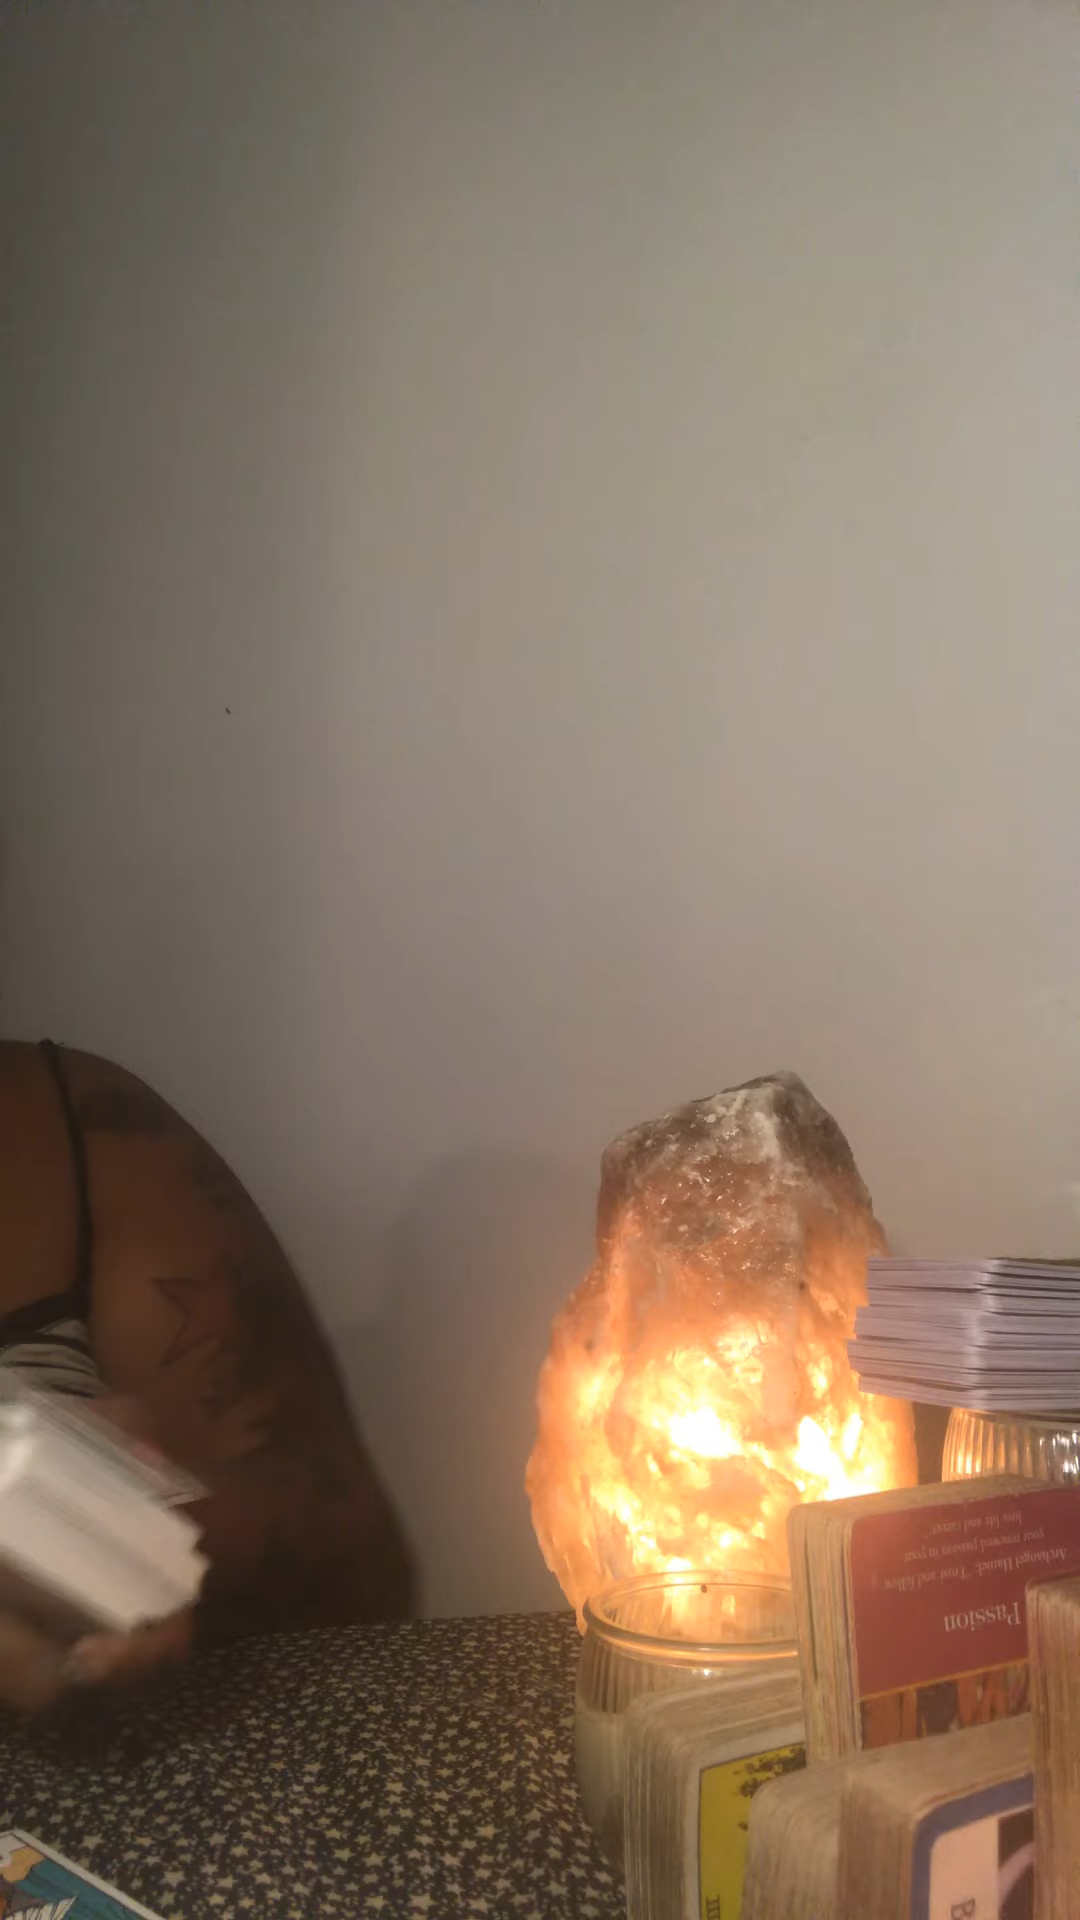 Passion
Archangel Haniel: "Trust and follow
your renewed passion in your
love life and career."